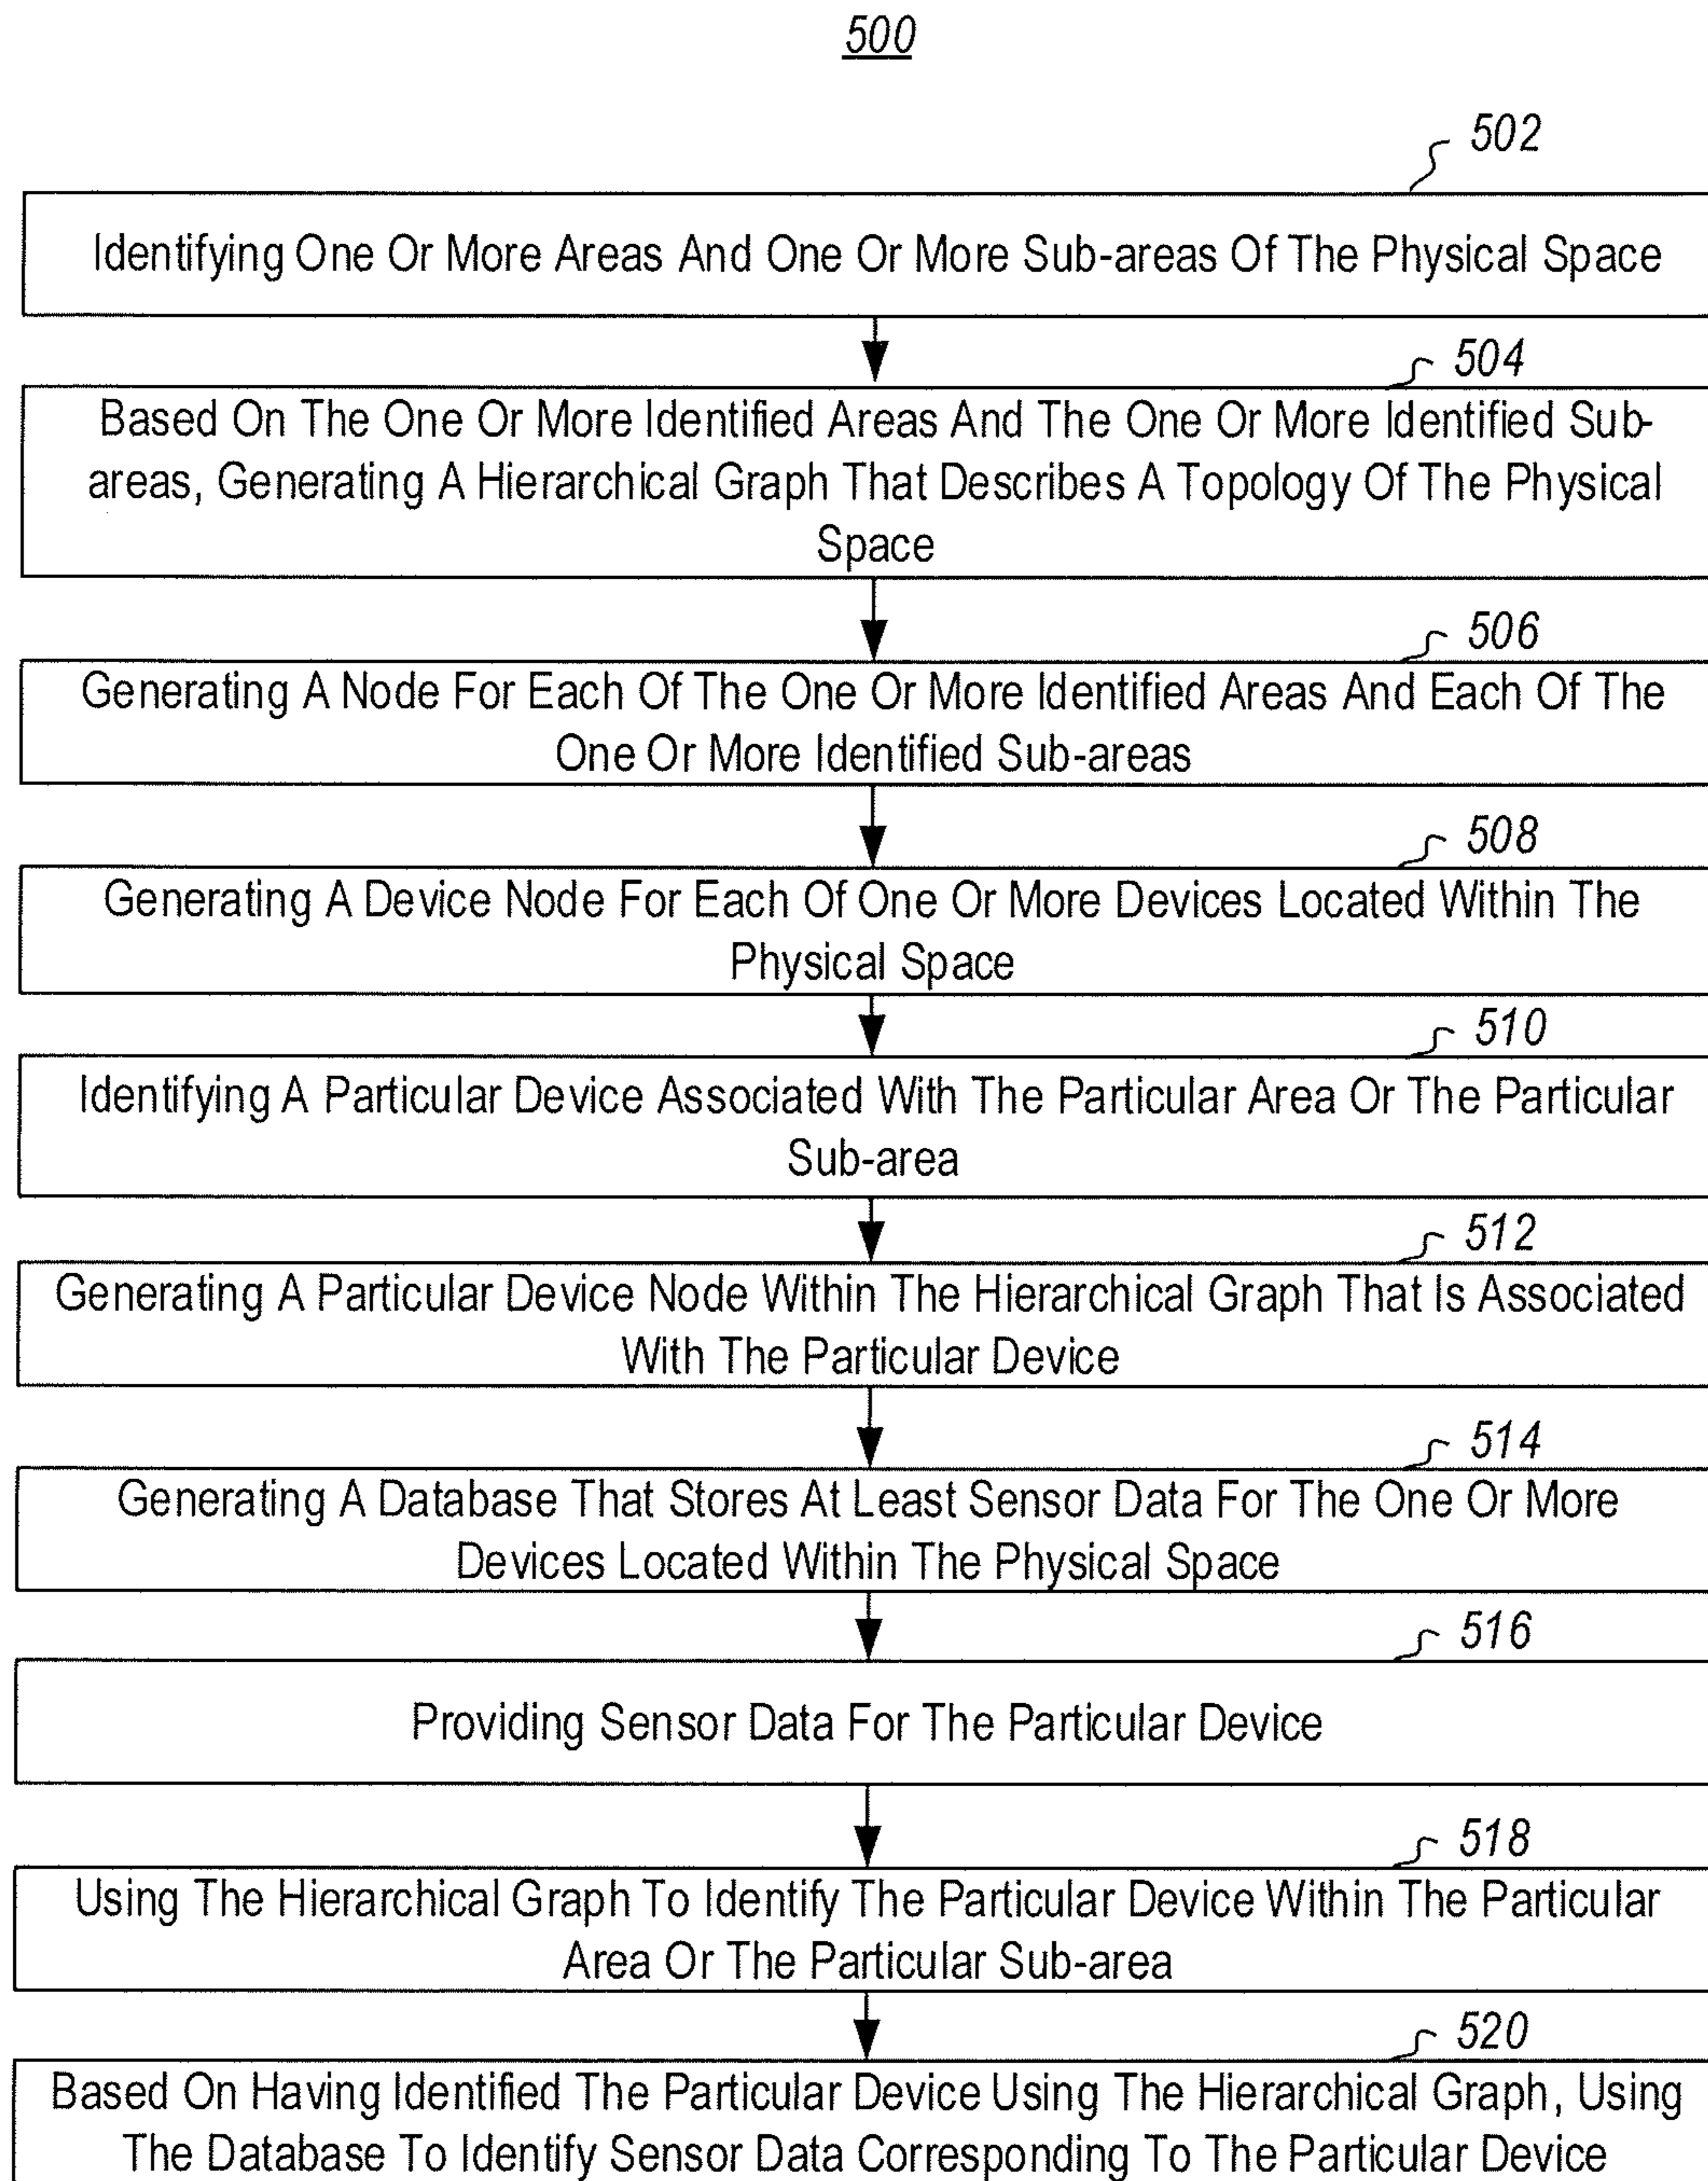 500
502
Identifying One Or More Areas And One Or More Sub-areas Of The Physical Space
504
Based On The One Or More Identified Areas And The One Or More Identified Sub-
areas, Generating A Hierarchical Graph That Describes A Topology Of The Physical
Space
506
Generating A Node For Each Of The One Or More Identified Areas And Each Of The
One Or More Identified Sub-areas
508
Generating A Device Node For Each Of One Or More Devices Located Within The
Physical Space
510
Identifying A Particular Device Associated With The Particular Area Or The Particular
Sub-area
512
Generating A Particular Device Node Within The Hierarchical Graph That Is Associated
With The Particular Device
514
Generating A Database That Stores At Least Sensor Data For The One Or More
Devices Located Within The Physical Space
516
Providing Sensor Data For The Particular Device
518
Using The Hierarchical Graph To Identify The Particular Device Within The Particular
Area Or The Particular Sub-area
520
Based On Having Identified The Particular Device Using The Hierarchical Graph, Using
The Database To Identify Sensor Data Corresponding To The Particular Device